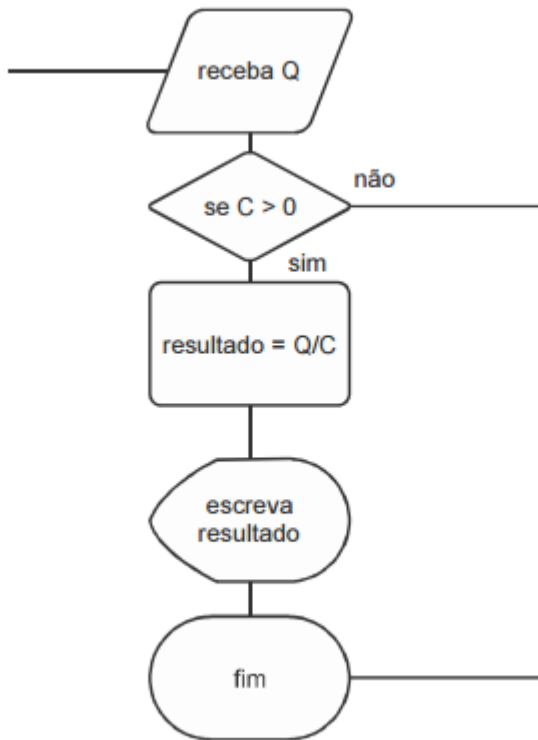 receba Q
não
se C > 0
sim
resultado = Q/C
escreva
resultado
fim